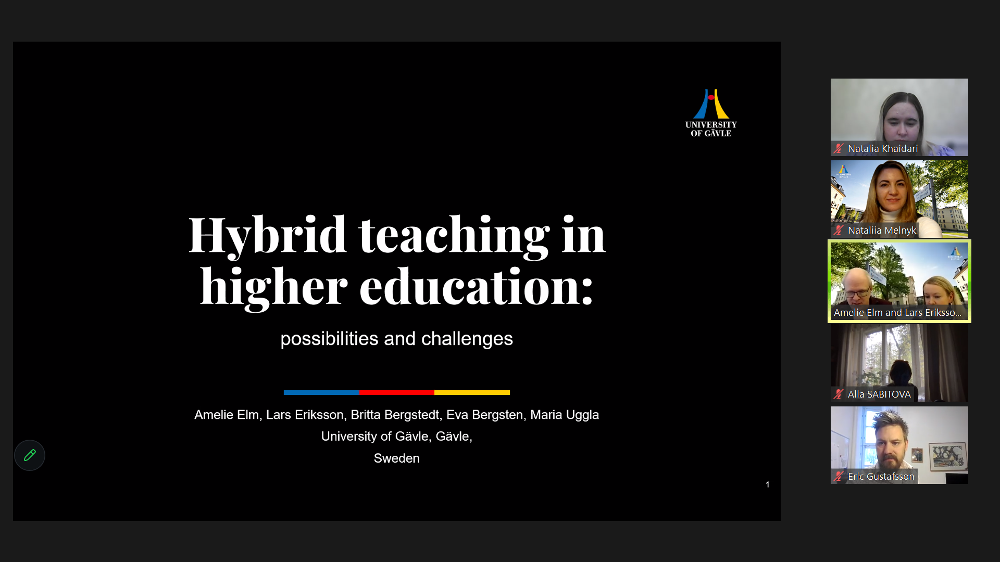 UNIVERSITY
OF GÄVLE
Hybrid teaching in
higher education:
possibilities and challenges
Amelie Elm, Lars Eriksson, Britta Bergstedt, Eva Bergsten, Maria Uggla
University of Gävle, Gävle,
Sweden
1
Natalia Khaidari
Nataliia Melnyk
Amelie Elm and Lars Eriksso...
Alla SABITOVA
Eric Gustafsson